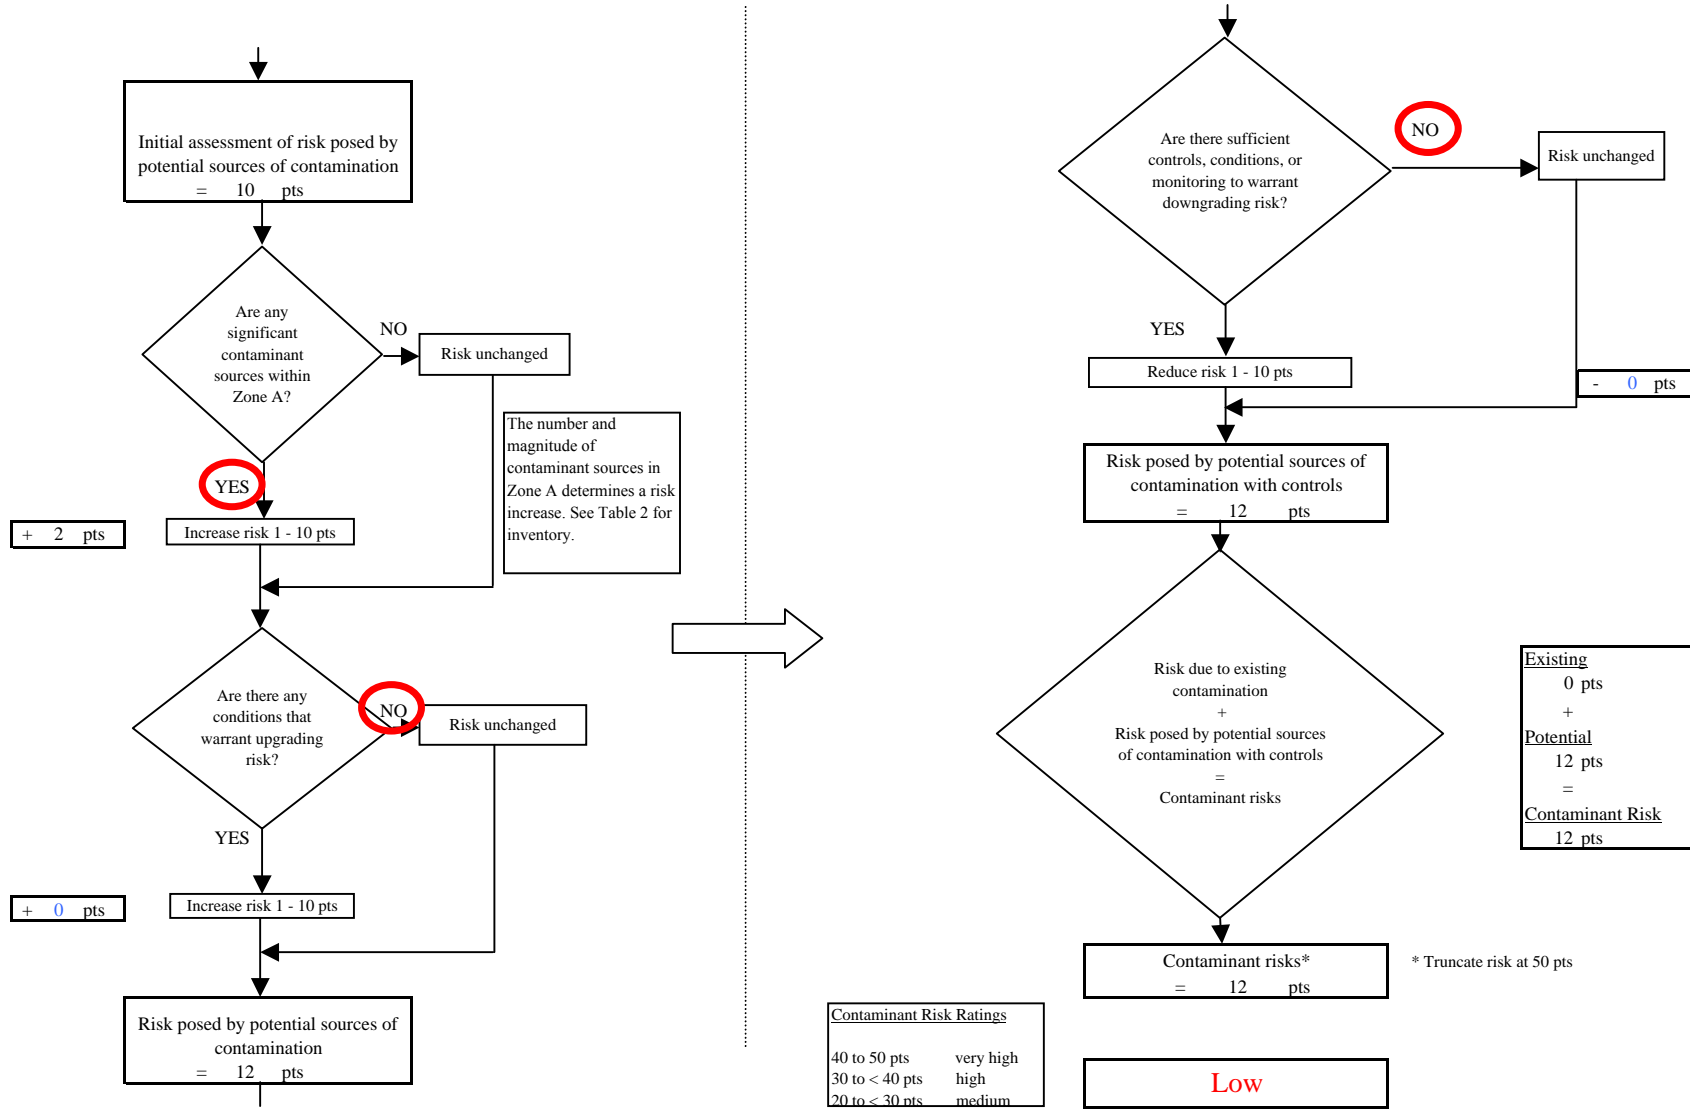 Initial assessment of risk posed by
potential sources of contamination
= 10 pts
Are any
significant
contaminant
sources within
Zone A?
NO
Risk unchanged
The number and
magnitude of
contaminant sources in
Zone A determines a risk
increase. See Table 2 for
inventory.
YES
+ 2 pts
Increase risk 1 - 10 pts
Are there any
conditions that
warrant upgrading
risk?
NO
Risk unchanged
YES
+ 0 pts
Increase risk 1 - 10 pts
Risk posed by potential sources of
contamination
= 12 pts
Are there sufficient
controls, conditions, or
monitoring to warrant
downgrading risk?
NO
Risk unchanged
YES
Reduce risk 1 - 10 pts
- 0 pts
Risk posed by potential sources of
contamination with controls
= 12 pts
Risk due to existing
contamination
+
Risk posed by potential sources
of contamination with controls
=
Contaminant risks
Existing
0 pts
+
Potential
12 pts
=
Contaminant Risk
12 pts
Contaminant risks*
= 12 pts
* Truncate risk at 50 pts
Contaminant Risk Ratings
40 to 50 pts very high
30 to < 40 pts high
20 to < 30 pts medium
Low